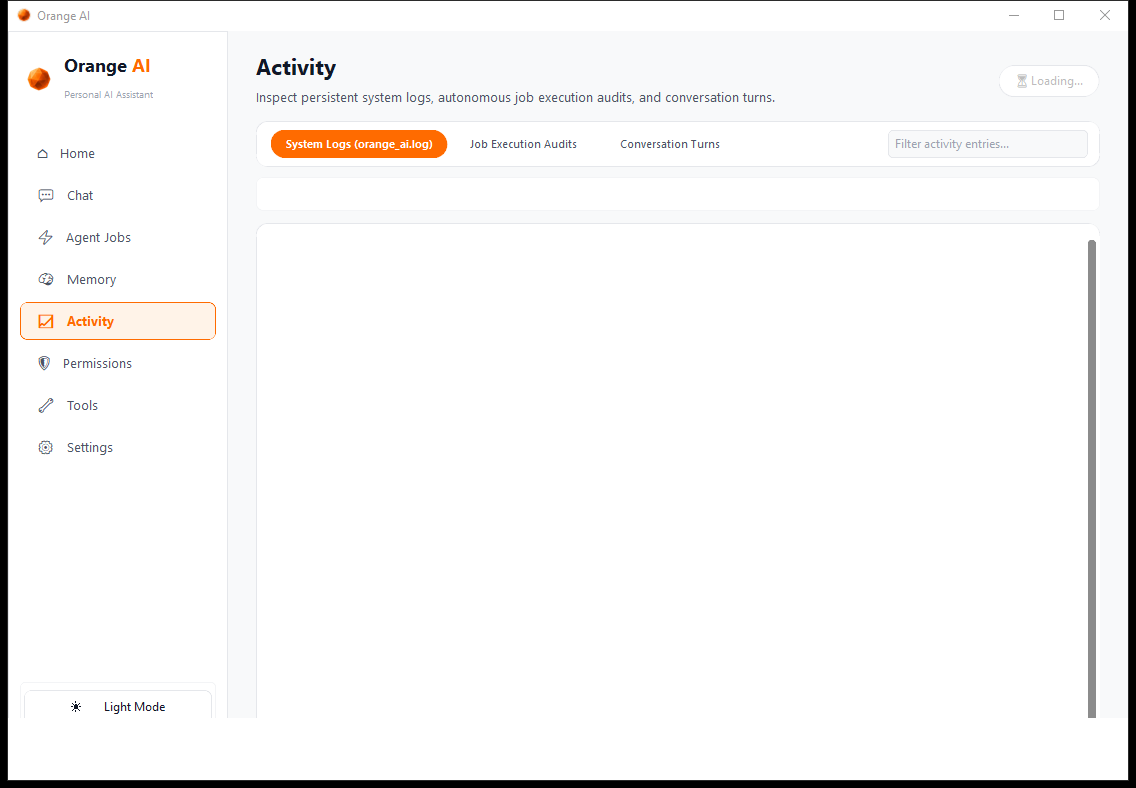 Orange AI
Orange AI
Personal AI Assistant
Home
Chat
Agent Jobs
Memory
Activity
Permissions
Tools
Settings
Light Mode
Activity
Inspect persistent system logs, autonomous job execution audits, and conversation turns.
Loading...
System Logs (orange_ai.log)
Job Execution Audits
Conversation Turns
Filter activity entries...